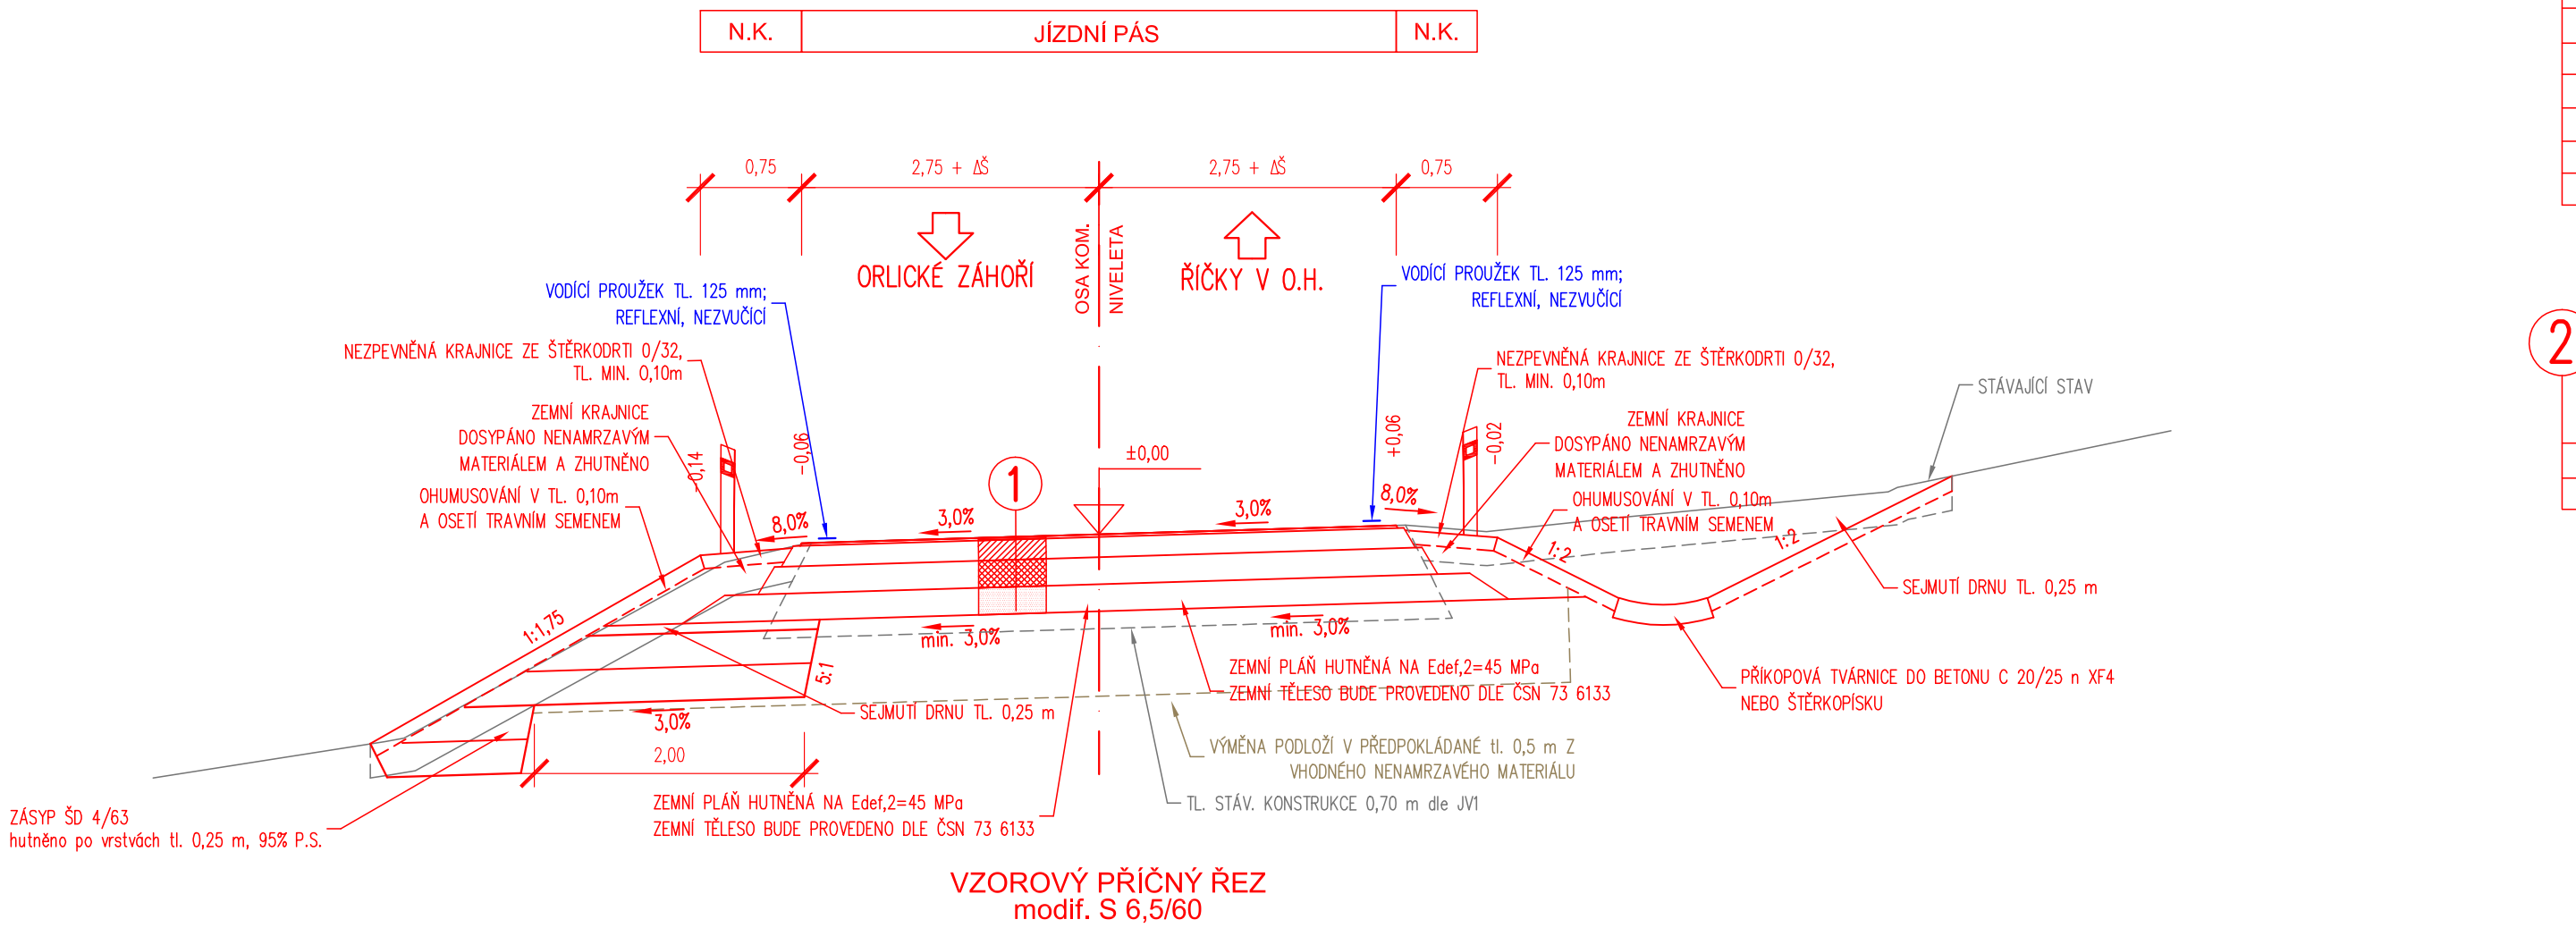 N.K. JÍZDNÍ PÁS N.K.
0,75 2,75 + ΔŠ 2,75 + ΔŠ 0,75
OSA KOM.
NIVELETA
ORLICKÉ ZÁHOŘÍ
ŘÍČKY V O.H.
VODÍCÍ PROUŽEK TL. 125 mm;
REFLEXNÍ, NEZVUČÍCÍ
VODÍCÍ PROUŽEK TL. 125 mm;
REFLEXNÍ, NEZVUČÍCÍ
2
NEZPEVNĚNÁ KRAJNICE ZE ŠTĚRKODRTI 0/32,
TL. MIN. 0,10m
NEZPEVNĚNÁ KRAJNICE ZE ŠTĚRKODRTI 0/32,
TL. MIN. 0,10m
STÁVAJÍCÍ STAV
ZEMNÍ KRAJNICE
DOSYPÁNO NENAMRZAVÝM
MATERIÁLEM A ZHUTNĚNO
ZEMNÍ KRAJNICE
DOSYPÁNO NENAMRZAVÝM
MATERIÁLEM A ZHUTNĚNO
-0,14
-0,06
±0,00
+0,06
-0,02
1
OHUMUSOVÁNÍ V TL. 0,10m
A OSETÍ TRAVNÍM SEMENEM
OHUMUSOVÁNÍ V TL. 0,10m
A OSETÍ TRAVNÍM SEMENEM
8,0%
3,0%
3,0%
8,0%
1:2
1:2
SEJMUTÍ DRNU TL. 0,25 m
1:1,75
min. 3,0%
min. 3,0%
5:1
ZEMNÍ PLÁŇ HUTNĚNÁ NA Edef,2=45 MPa
ZEMNÍ TĚLESO BUDE PROVEDENO DLE ČSN 73 6133
PŘÍKOPOVÁ TVÁRNICE DO BETONU C 20/25 n XF4
NEBO ŠTĚRKOPÍSKU
SEJMUTÍ DRNU TL. 0,25 m
3,0%
2,00
VÝMĚNA PODLOŽÍ V PŘEDPOKLÁDANÉ tl. 0,5 m Z
VHODNÉHO NENAMRZAVÉHO MATERIÁLU
TL. STÁV. KONSTRUKCE 0,70 m dle JV1
ZEMNÍ PLÁŇ HUTNĚNÁ NA Edef,2=45 MPa
ZEMNÍ TĚLESO BUDE PROVEDENO DLE ČSN 73 6133
ZÁSYP ŠD 4/63
hutněno po vrstvách tl. 0,25 m, 95% P.S.
VZOROVÝ PŘÍČNÝ ŘEZ
modif. S 6,5/60